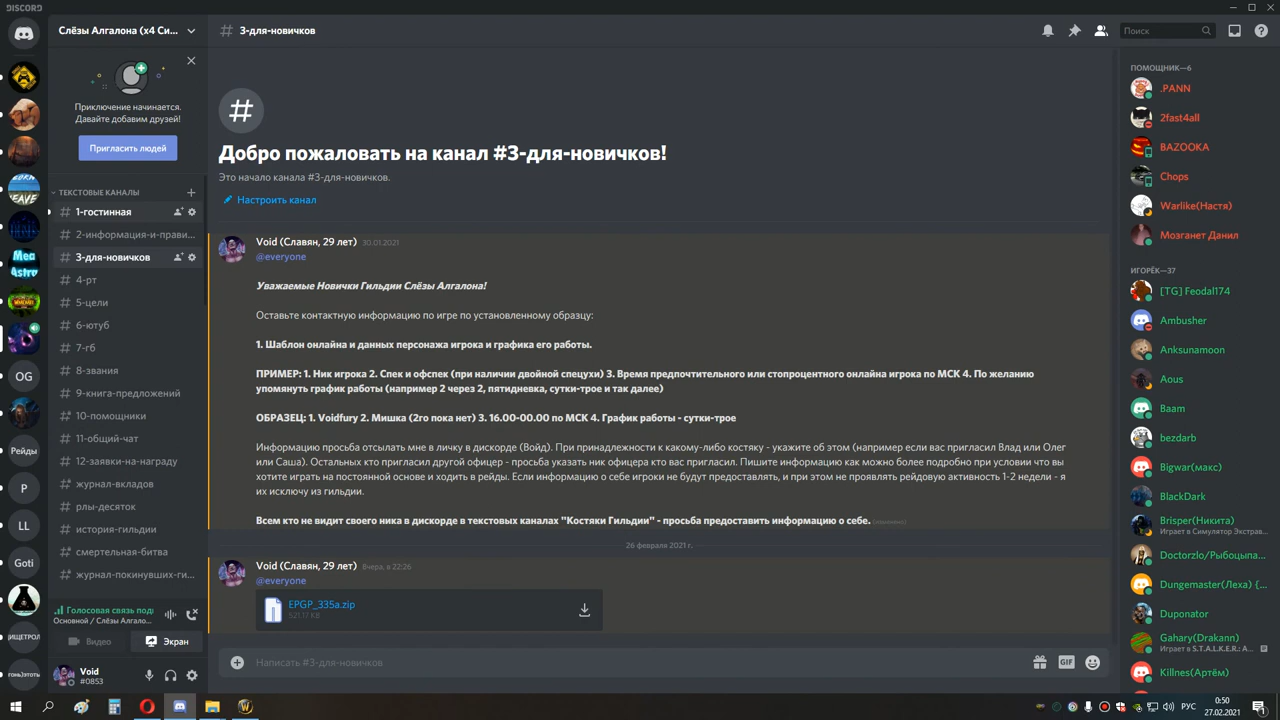 DISCORD
Слёзы Алгалона (x4 Си...
3-для-новичков
Поиск
Приключение начинается.
Давайте добавим друзей!
Пригласить людей
ТЕКСТОВЫЕ КАНАЛЫ
1-гостинная
2-информация-и-прави...
3-для-новичков
4-рт
5-цели
6-ютуб
7-гб
8-звания
9-книга-предложений
10-помощники
11-общий-чат
12-заявки-на-награду
журнал-вкладов
рлы-десяток
история-гильдии
смертельная-битва
журнал-покинувших-ги...
Голосовая связь подк
Основной / Слёзы Алгало...
Видео
Экран
Void
#0853
Mea
Astro
OG
Рейды
Р
LL
Goti
Добро пожаловать на канал #3-для-новичков!
Это начало канала #3-для-новичков.
Настроить канал
Void (Славян, 29 лет) 30.01.2021
@everyone
Уважаемые Новички Гильдии Слёзы Алгалона!
Оставьте контактную информацию по игре по установленному образцу:
1. Шаблон онлайна и данных персонажа игрока и графика его работы.
ПРИМЕР: 1. Ник игрока 2. Спек и офспек (при наличии двойной спецухи) 3. Время предпочтительного или стопроцентного онлайна игрока по МСК 4. По желанию
упомянуть график работы (например 2 через 2, пятидневка, сутки-трое и так далее)
ОБРАЗЕЦ: 1. Voidfury 2. Мишка (2го пока нет) 3. 16.00-00.00 по МСК 4. График работы - сутки-трое
Информацию просьба отсылать мне в личку в дискорде (Войд). При принадлежности к какому-либо костяку - укажите об этом (например если вас пригласил Влад или Олег
или Саша). Остальных кто пригласил другой офицер - просьба указать ник офицера кто вас пригласил. Пишите информацию как можно более подробно при условии что вы
хотите играть на постоянной основе и ходить в рейды. Если информацию о себе игроки не будут предоставлять, и при этом не проявлять рейдовую активность 1-2 недели - я
их исключу из гильдии.
Всем кто не видит своего ника в дискорде в текстовых каналах "Костяки Гильдии" - просьба предоставить информацию о себе. (изменено)
26 февраля 2021 г.
Void (Славян, 29 лет) Вчера, в 22:26
@everyone
EPGP_335a.zip
521.17 KB
Написать #3-для-новичков
GIF
ПОМОЩНИК—6
.PANN
2fast4all
BAZOOKA
Chops
Warlike(Настя)
Мозганет Данил
ИГОРЁК—37
[TG] Feodal174
Ambusher
Anksunamoon
Aous
Baam
bezdarb
Bigwar(макс)
BlackDark
Brisper(Никита)
Играет в Симулятор Экстрав...
Doctorzlo/Рыбоцыпа...
Dungemaster(Леха) {...
Duponator
Gahary(Drakann)
Играет в S.T.A.L.K.E.R.: A...
Killnes(Артём)
РУС
0:50
27.02.2021